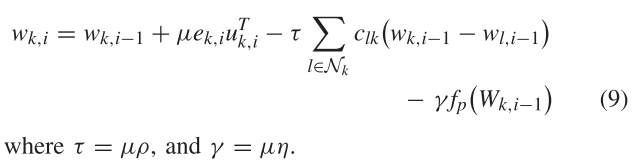 w_{k,i} = w_{k,i−1} + μe_{k,i}u^T_{k,i} − τ ∑_{l∈𝒩_k} c_{lk}(w_{k,i−1} − w_{l,i−1})
− γf_p(W_{k,i−1}) (9)
where τ = μρ, and γ = μη.